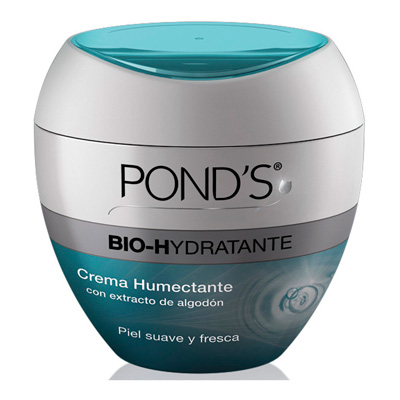 POND'S®
BIO-HYDRATANTE
Crema Humectante
con extracto de algodón
Piel suave y fresca